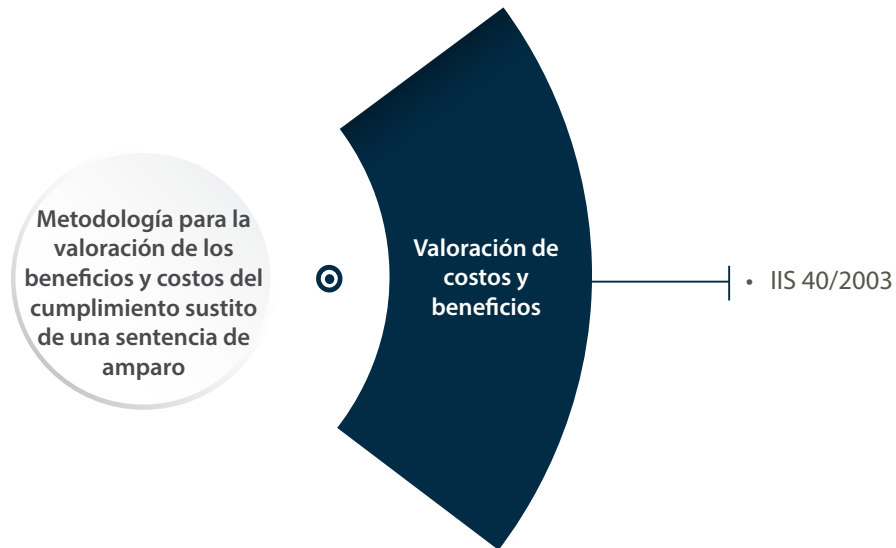 Metodología para la
valoración de los
beneficios y costos del
cumplimiento sustito
de una sentencia de
amparo
Valoración de
costos y
beneficios
• IIS 40/2003